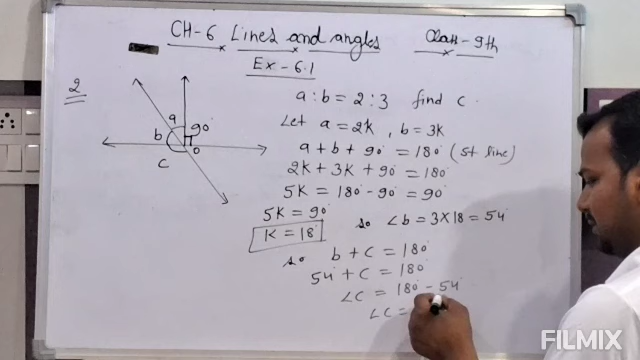 CH-6 Lines and angles Class-9th
Ex-6.1
2
a : b = 2 : 3 find c.
Let a = 2K , b = 3K
a + b + 90° = 180° (st line)
2K + 3K + 90° = 180°
5K = 180° - 90° = 90°
5K = 90°
K = 18°
so ∠b = 3 X 18 = 54°
so b + c = 180°
54° + c = 180°
∠c = 180° - 54°
∠c =
a
90°
b
o
c
FILMIX